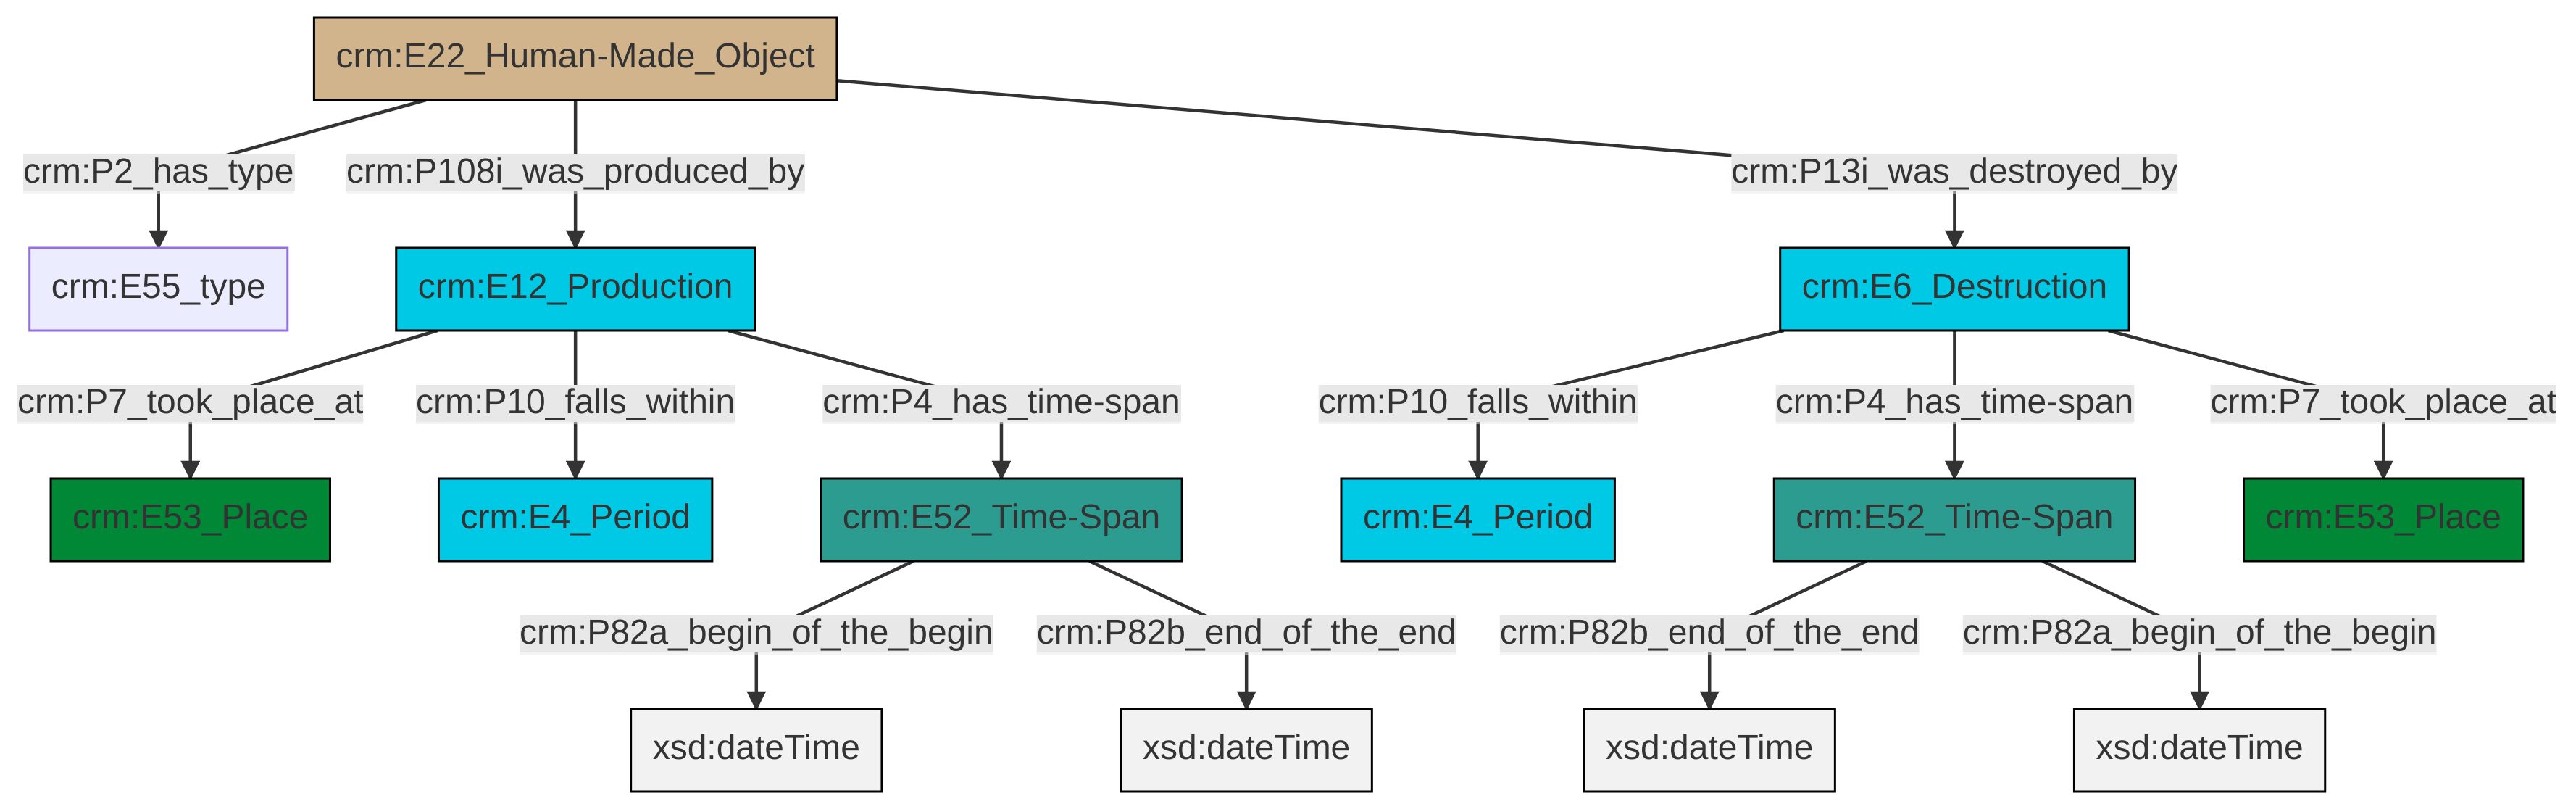 crm:E22_Human-Made_Object
crm:P2_has_type
crm:P108i_was_produced_by
crm:P13i_was_destroyed_by
crm:E55_type
crm:E12_Production
crm:E6_Destruction
crm:P7_took_place_at
crm:P10_falls_within
crm:P4_has_time-span
crm:P10_falls_within
crm:P4_has_time-span
crm:P7_took_place_at
crm:E53_Place
crm:E4_Period
crm:E52_Time-Span
crm:E4_Period
crm:E52_Time-Span
crm:E53_Place
crm:P82a_begin_of_the_begin
crm:P82b_end_of_the_end
crm:P82b_end_of_the_end
crm:P82a_begin_of_the_begin
xsd:dateTime
xsd:dateTime
xsd:dateTime
xsd:dateTime